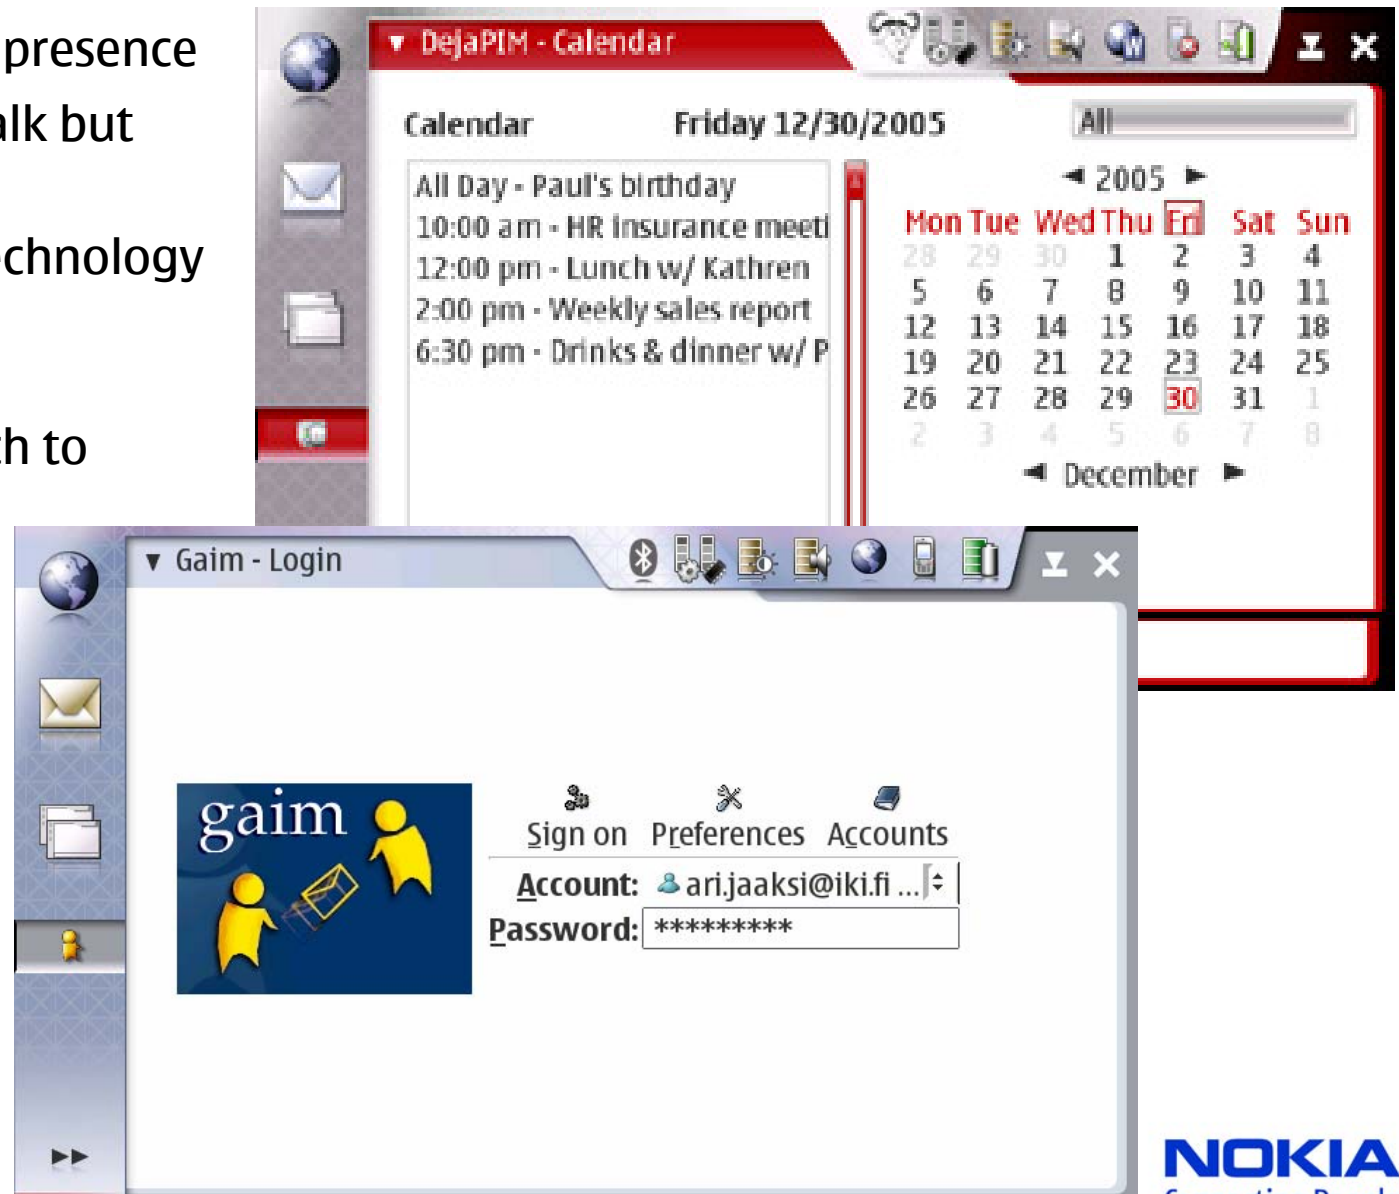 presence
alk but
echnology
th to
DejaPIM - Calendar
Calendar
Friday 12/30/2005
All
All Day - Paul's birthday
10:00 am - HR insurance meeti
12:00 pm - Lunch w/ Kathren
2:00 pm - Weekly sales report
6:30 pm - Drinks & dinner w/ P
2005
Mon Tue Wed Thu Fri Sat Sun
28 29 30 1 2 3 4
5 6 7 8 9 10 11
12 13 14 15 16 17 18
19 20 21 22 23 24 25
26 27 28 29 30 31 1
2 3 4 5 6 7 8
December
Gaim - Login
gaim
Sign on Preferences Accounts
Account: ari.jaaksi@iki.fi ...
Password: *********
NOKIA